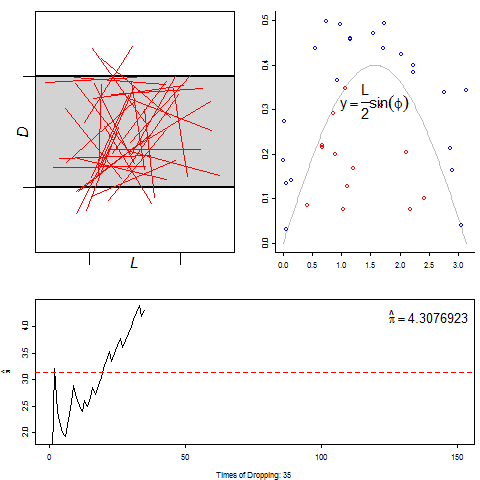 D
L
0.5
0.4
0.3
0.2
0.1
0.0
y = L/2 sin(ϕ)
0.0 0.5 1.0 1.5 2.0 2.5 3.0
π̂ = 4.3076923
4.0
3.5
3.0
2.5
2.0
π̂
0 50 100 150
Times of Dropping: 35